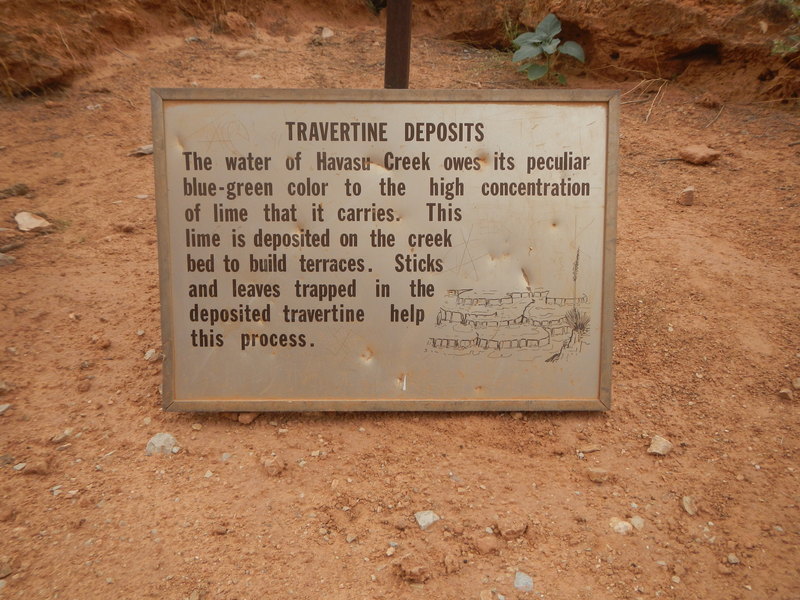 TRAVERTINE DEPOSITS
The water of Havasu Creek owes its peculiar
blue-green color to the high concentration
of lime that it carries. This
lime is deposited on the creek
bed to build terraces. Sticks
and leaves trapped in the
deposited travertine help
this process.